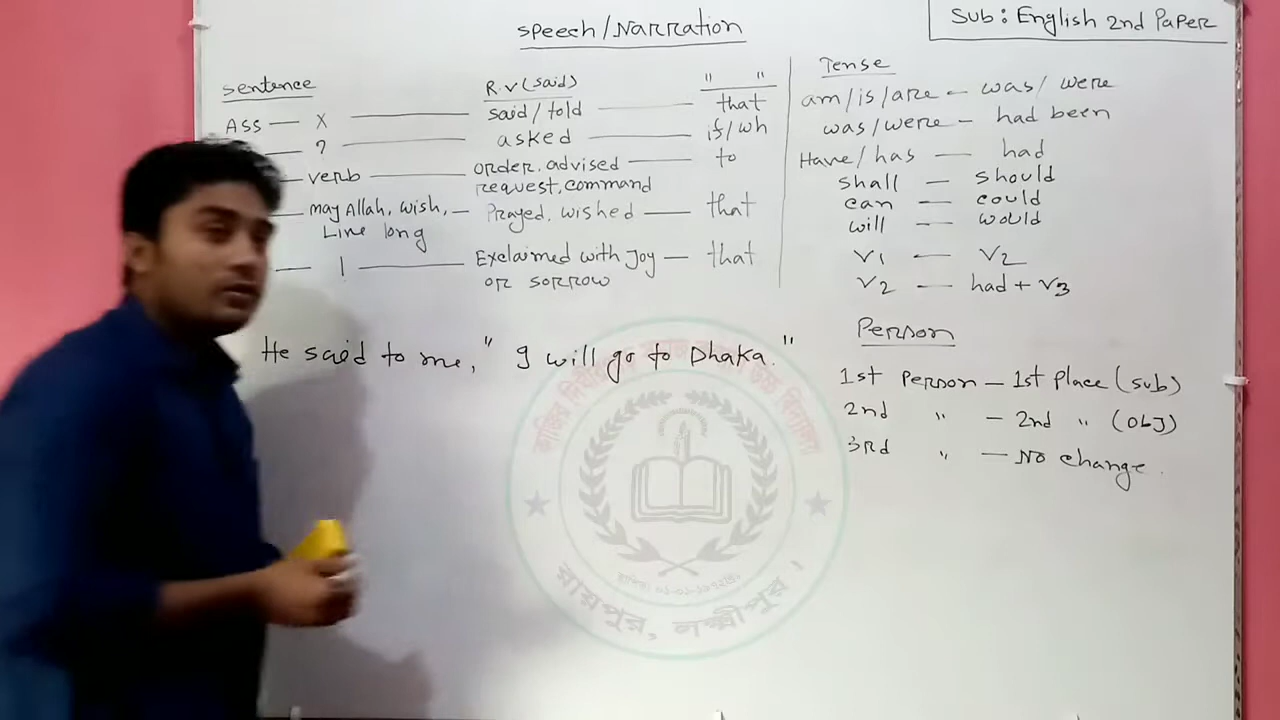 Speech/Narration
Sub: English 2nd Paper
Sentence R.V (said) " "
Ass — X — said/told — that
— ? — asked — if/wh
— verb — order. advised — to
request, command
— may Allah, wish, — Prayed. wished — that
Line long
— ! — Exclaimed with Joy — that
or sorrow
Tense
am/is/are — was/were
was/were — had been
Have/has — had
shall — should
can — could
will — would
V1 — V2
V2 — had + V3
He said to me, " I will go to Dhaka."
Person
1st Person — 1st place (sub)
2nd " — 2nd " (obj)
3rd " — No change.
রায়পুর, লক্ষ্মীপুর।